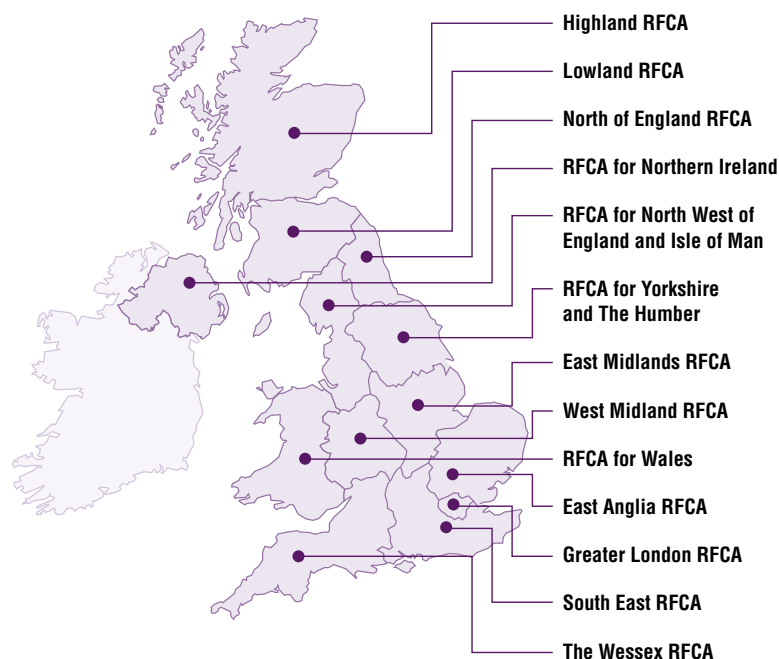 Highland RFCA
Lowland RFCA
North of England RFCA
RFCA for Northern Ireland
RFCA for North West of
England and Isle of Man
RFCA for Yorkshire
and The Humber
East Midlands RFCA
West Midland RFCA
RFCA for Wales
East Anglia RFCA
Greater London RFCA
South East RFCA
The Wessex RFCA